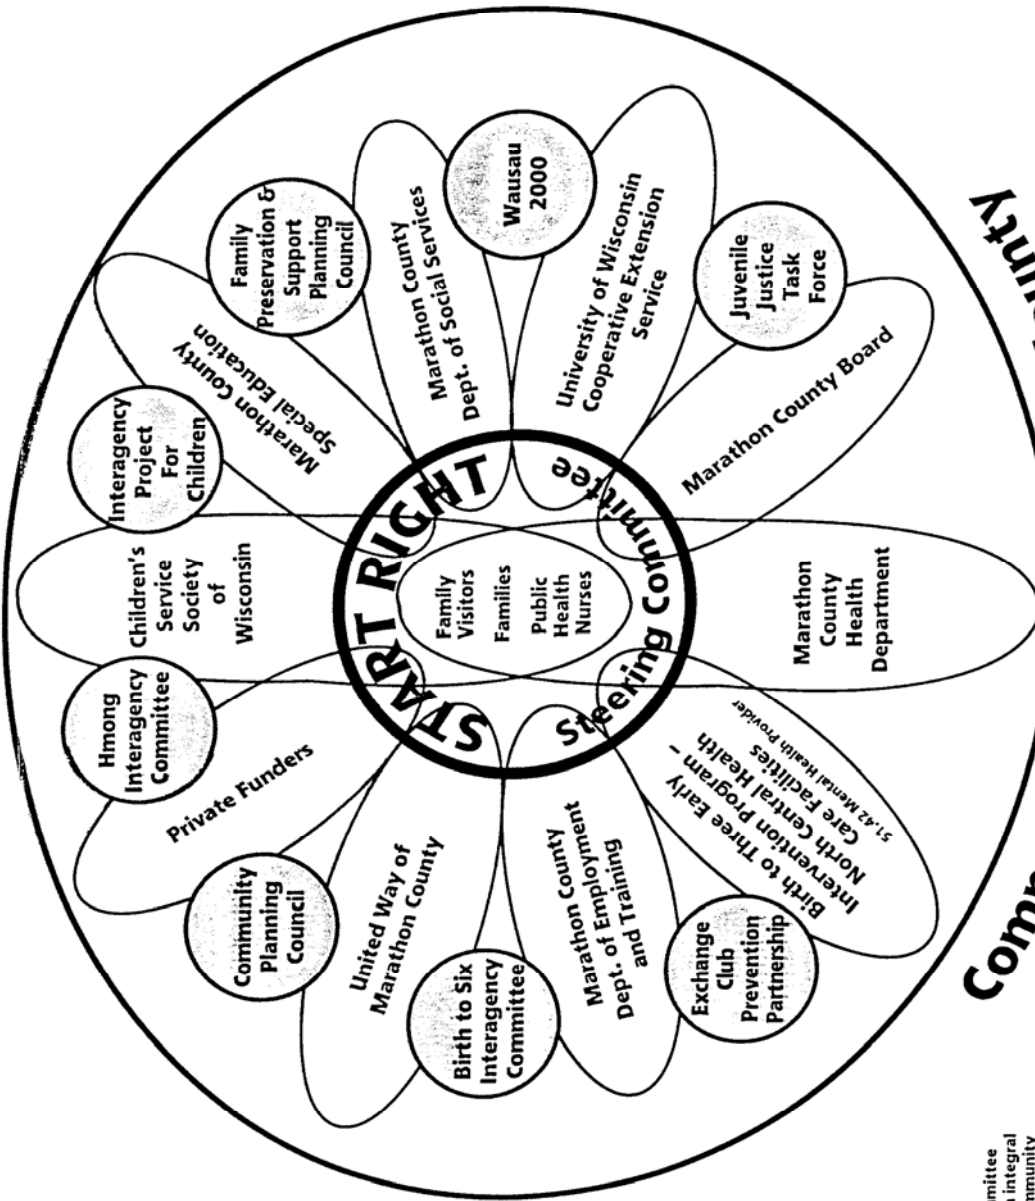 START RIGHT
Steering Committee
Family
Visitors
Families
Public
Health
Nurses
Children's
Service
Society
of
Wisconsin
Interagency
Project
For
Children
Marathon County
Special Education
Family
Preservation &
Support
Planning
Council
Marathon County
Dept. of Social Services
Wausau
2000
University of Wisconsin
Cooperative Extension
Service
Juvenile
Justice
Task
Force
Marathon County Board
Marathon
County
Health
Department
Birth to Three Early
Intervention Program –
North Central Health
Care Facilities
51.42 Mental Health Provider
Exchange
Club
Prevention
Partnership
Marathon County
Dept. of Employment
and Training
Birth to Six
Interagency
Committee
United Way of
Marathon County
Community
Planning
Council
Private Funders
Hmong
Interagency
Committee
integral